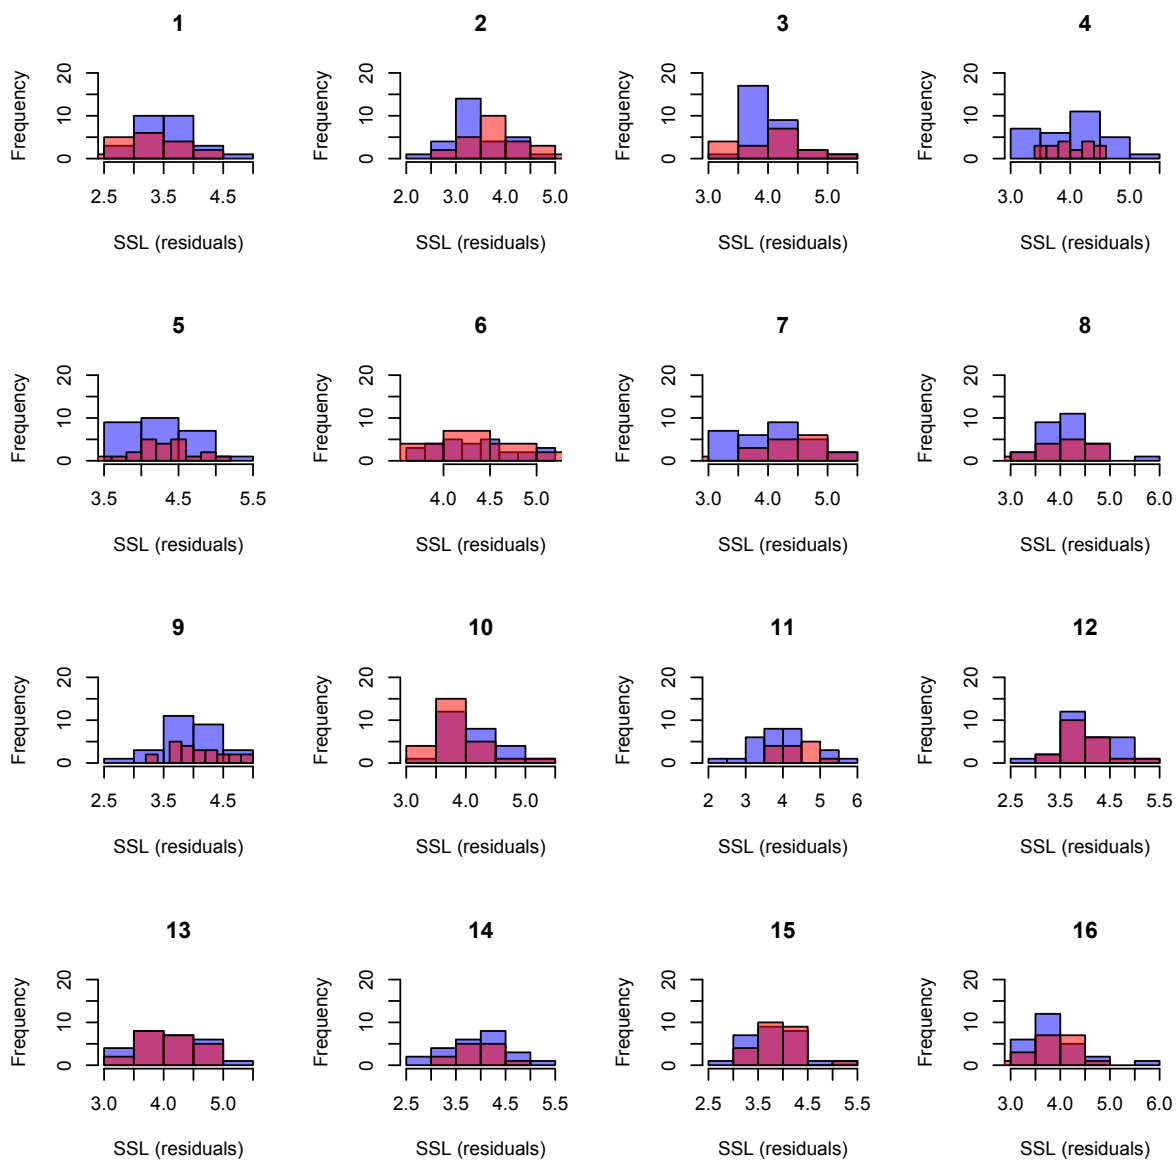 1 2 3 4
Frequency 0 10 20 Frequency 0 10 20 Frequency 0 10 20 Frequency 0 10 20
2.5 3.5 4.5 2.0 3.0 4.0 5.0 3.0 4.0 5.0 3.0 4.0 5.0
SSL (residuals) SSL (residuals) SSL (residuals) SSL (residuals)
5 6 7 8
Frequency 0 10 20 Frequency 0 10 20 Frequency 0 10 20 Frequency 0 10 20
3.5 4.5 5.5 4.0 4.5 5.0 3.0 4.0 5.0 3.0 4.0 5.0 6.0
SSL (residuals) SSL (residuals) SSL (residuals) SSL (residuals)
9 10 11 12
Frequency 0 10 20 Frequency 0 10 20 Frequency 0 10 20 Frequency 0 10 20
2.5 3.5 4.5 3.0 4.0 5.0 2 3 4 5 6 2.5 3.5 4.5 5.5
SSL (residuals) SSL (residuals) SSL (residuals) SSL (residuals)
13 14 15 16
Frequency 0 10 20 Frequency 0 10 20 Frequency 0 10 20 Frequency 0 10 20
3.0 4.0 5.0 2.5 3.5 4.5 5.5 2.5 3.5 4.5 5.5 3.0 4.0 5.0 6.0
SSL (residuals) SSL (residuals) SSL (residuals) SSL (residuals)